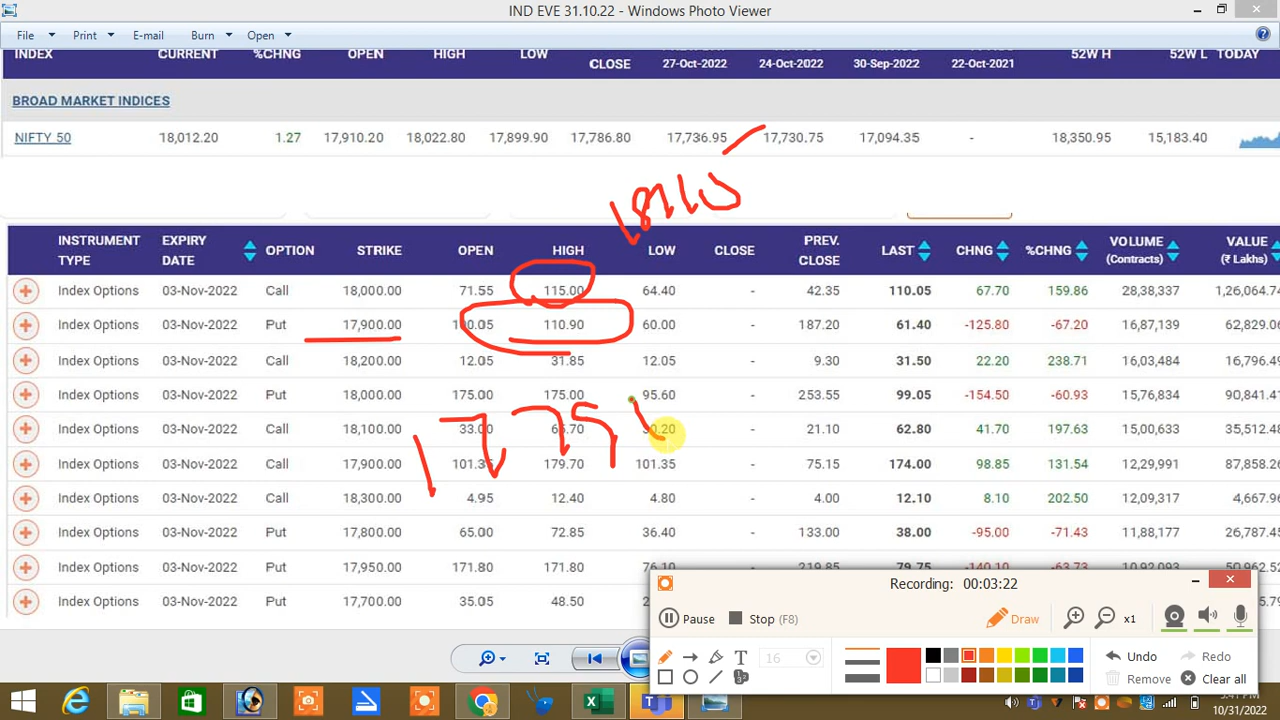 IND EVE 31.10.22 - Windows Photo Viewer
File Print E-mail Burn Open
INDEX CURRENT %CHNG OPEN HIGH LOW CLOSE 27-Oct-2022 24-Oct-2022 30-Sep-2022 22-Oct-2021 52W H 52W L TODAY
BROAD MARKET INDICES
NIFTY 50 18,012.20 1.27 17,910.20 18,022.80 17,899.90 17,786.80 17,736.95 17,730.75 17,094.35 - 18,350.95 15,183.40
INSTRUMENT TYPE EXPIRY DATE OPTION STRIKE OPEN HIGH LOW CLOSE PREV. CLOSE LAST CHNG %CHNG VOLUME (Contracts) VALUE (₹ Lakhs)
Index Options 03-Nov-2022 Call 18,000.00 71.55 115.00 64.40 - 42.35 110.05 67.70 159.86 28,38,337 1,26,064.7
Index Options 03-Nov-2022 Put 17,900.00 110.90 60.00 - 187.20 61.40 -125.80 -67.20 16,87,139 62,829.0
Index Options 03-Nov-2022 Call 18,200.00 12.05 31.85 12.05 - 9.30 31.50 22.20 238.71 16,03,484 16,796.4
Index Options 03-Nov-2022 Put 17,900.00 175.00 175.00 95.60 - 253.55 99.05 -154.50 -60.93 15,76,834 90,841.4
Index Options 03-Nov-2022 Call 18,100.00 33.00 - 21.10 62.80 41.70 197.63 15,00,633 35,512.4
Index Options 03-Nov-2022 Call 17,900.00 179.70 101.35 - 75.15 174.00 98.85 131.54 12,29,991 87,858.2
Index Options 03-Nov-2022 Call 18,300.00 4.95 12.40 4.80 - 4.00 12.10 8.10 202.50 12,09,317 4,667.9
Index Options 03-Nov-2022 Put 17,800.00 65.00 72.85 36.40 - 133.00 38.00 -95.00 -71.43 11,88,177 26,787.4
Index Options 03-Nov-2022 Put 17,950.00 171.80 171.80 76.10
Index Options 03-Nov-2022 Put 17,700.00 35.05 48.50
Recording: 00:03:22
Pause Stop (F8) Draw x1
T 16 Undo Redo
Remove Clear all
10/31/2022